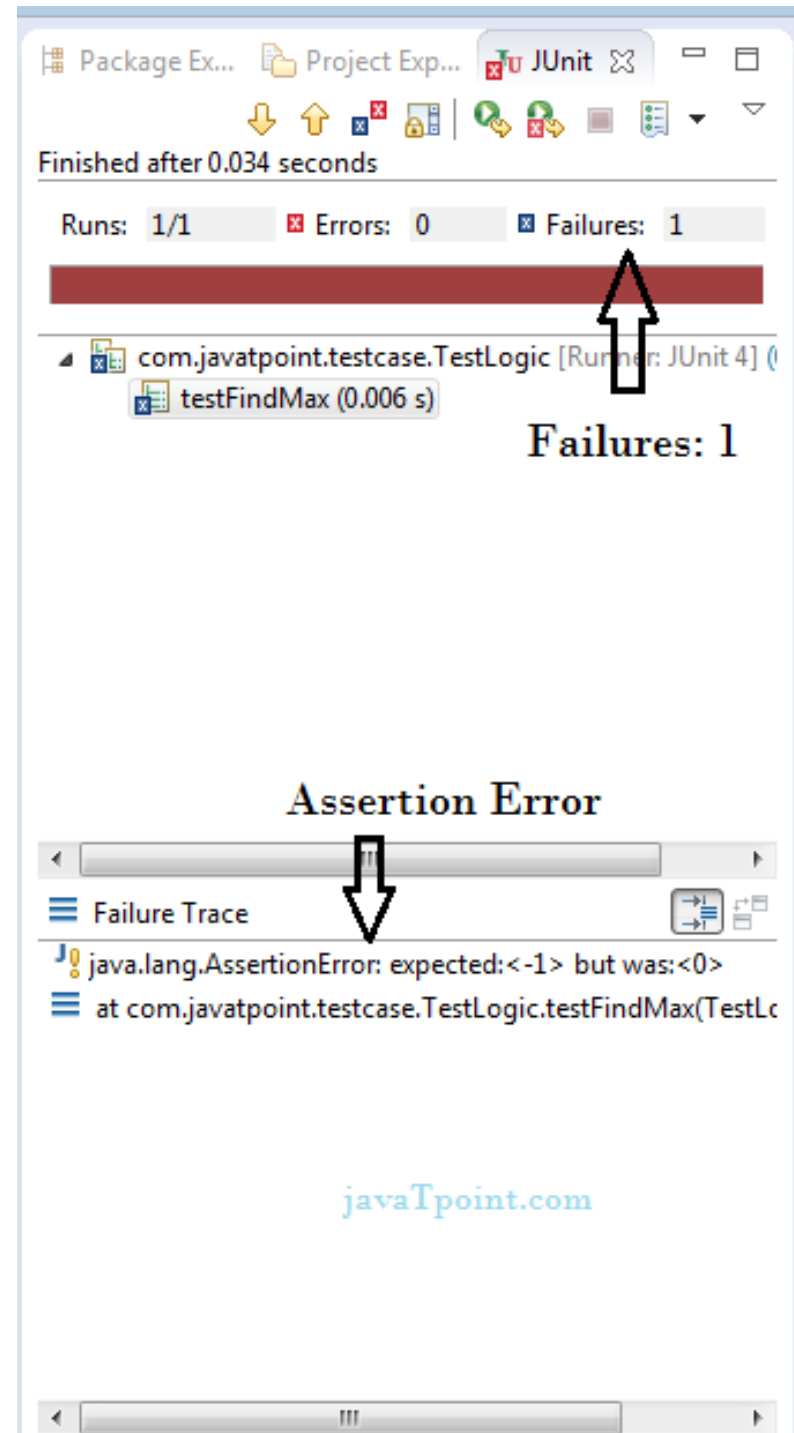 Package Ex... Project Exp... JUnit
Finished after 0.034 seconds
Runs: 1/1 Errors: 0 Failures: 1
com.javatpoint.testcase.TestLogic [Runner: JUnit 4] (
testFindMax (0.006 s)
Failures: 1
Assertion Error
Failure Trace
java.lang.AssertionError: expected:<-1> but was:<0>
at com.javatpoint.testcase.TestLogic.testFindMax(TestLo
javaTpoint.com